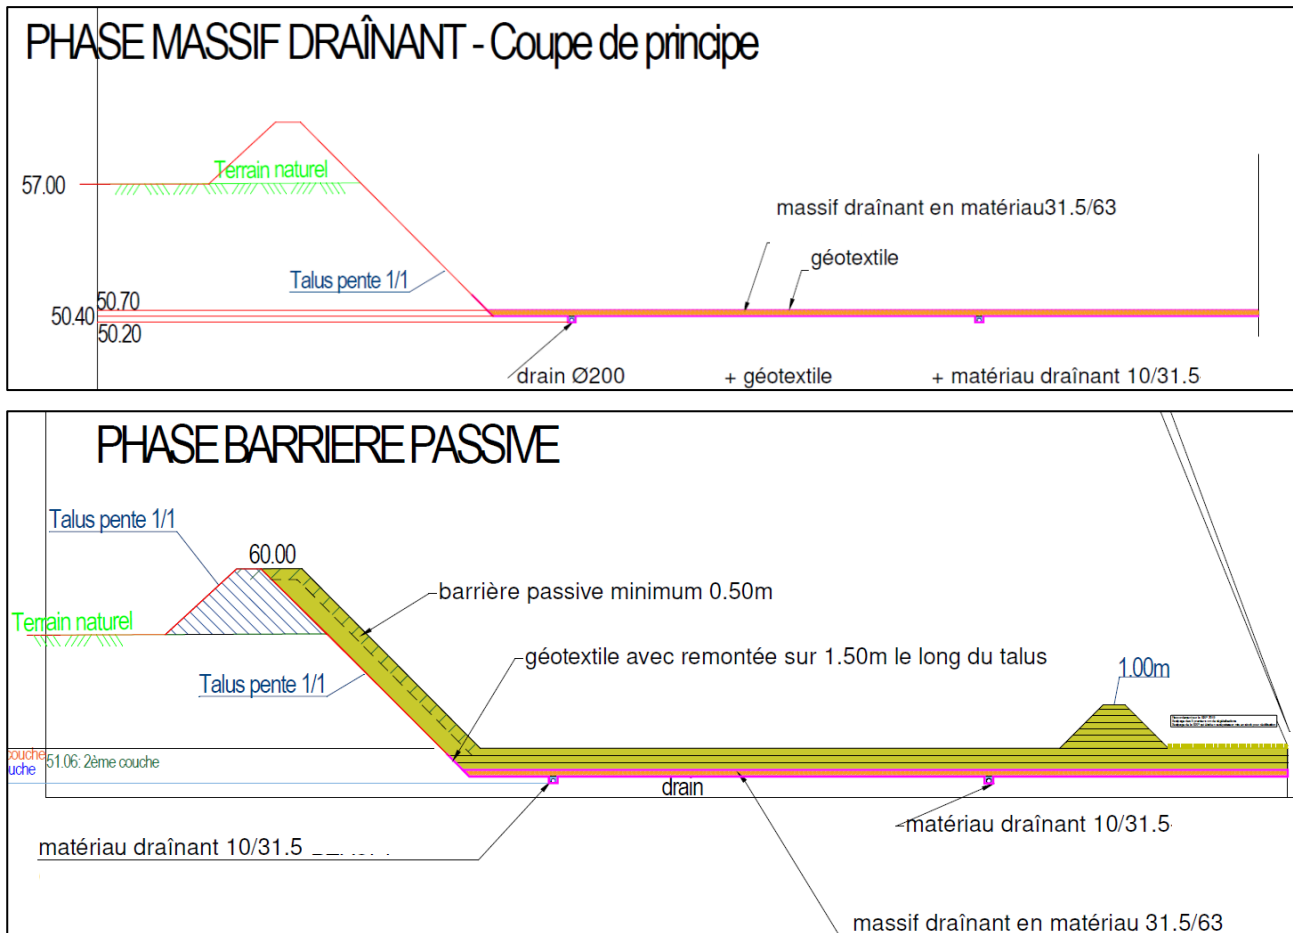 PHASE MASSIF DRAÎNANT - Coupe de principe
Terrain naturel
57.00
massif draînant en matériau31.5/63
géotextile
Talus pente 1/1
50.70
50.40
50.20
drain Ø200 + géotextile + matériau draînant 10/31.5
PHASE BARRIERE PASSIVE
Talus pente 1/1
60.00
barrière passive minimum 0.50m
Terrain naturel
géotextile avec remontée sur 1.50m le long du talus
1.00m
Talus pente 1/1
couche
uche
51.06: 2ème couche
drain
matériau draînant 10/31.5
matériau draînant 10/31.5
massif draînant en matériau 31.5/63